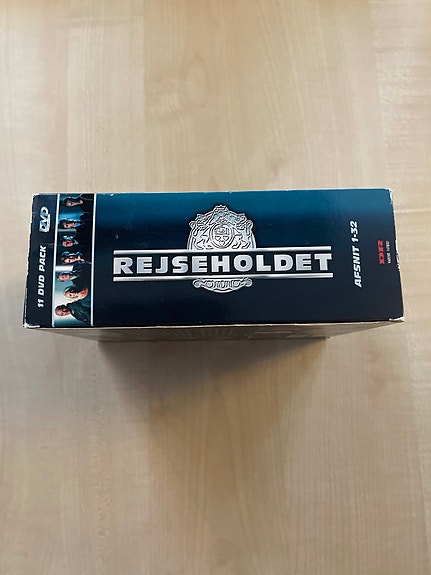 11 DVD PACK
DVD
REJSEHOLDET
AFSNIT 1-32
DR